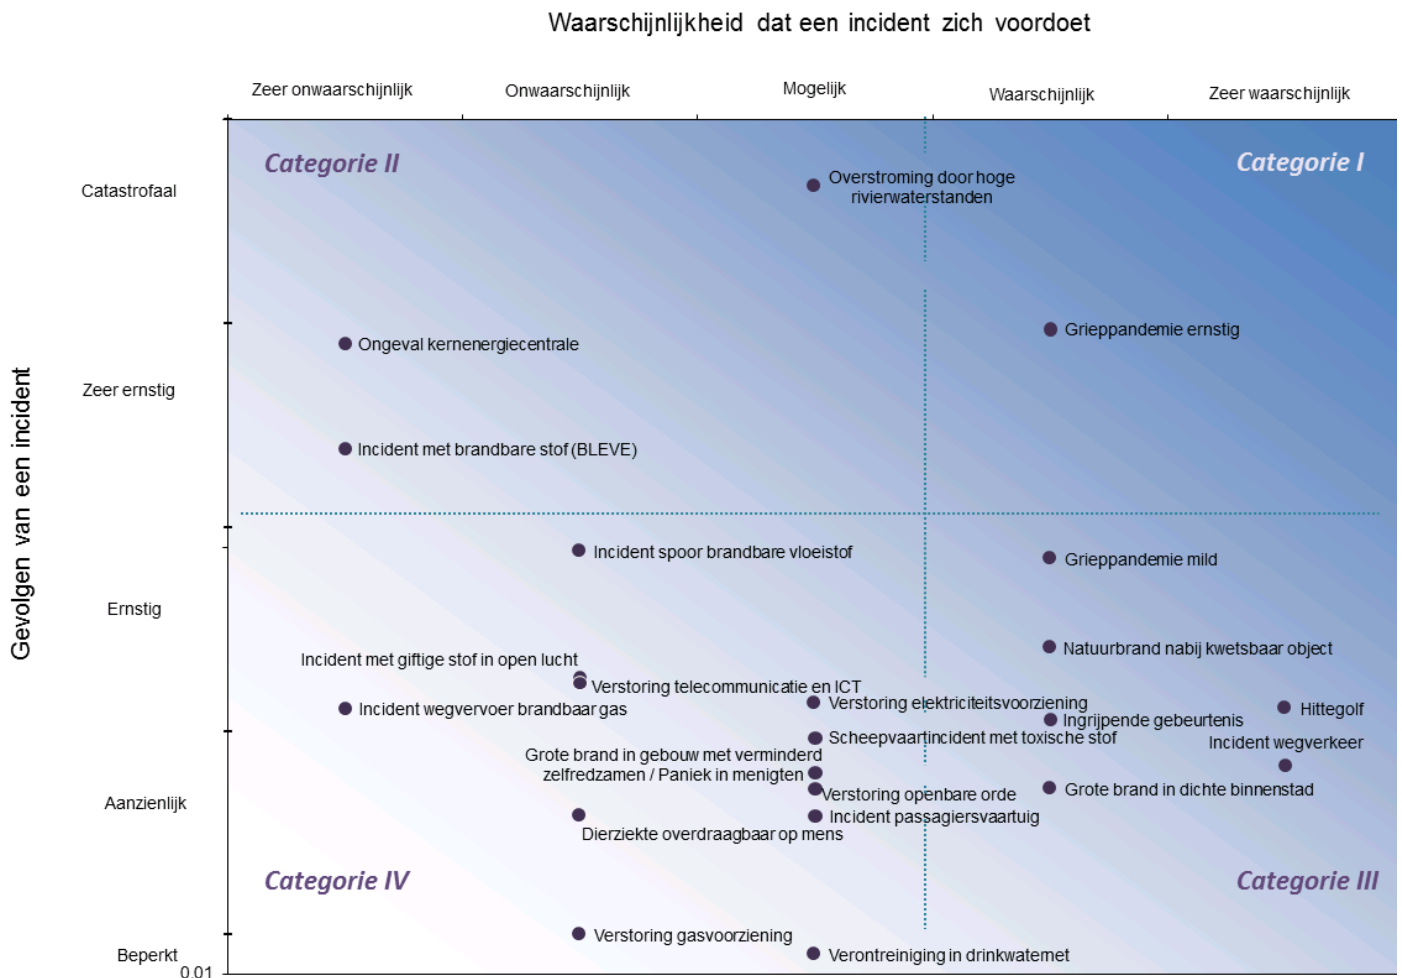 Waarschijnlijkheid dat een incident zich voordoet
Zeer onwaarschijnlijk
Onwaarschijnlijk
Mogelijk
Waarschijnlijk
Zeer waarschijnlijk
Gevolgen van een incident
Catastrofaal
Zeer ernstig
Ernstig
Aanzienlijk
Beperkt
0.01
Categorie II
Categorie I
Overstroming door hoge
rivierwaterstanden
Grieppandemie ernstig
Ongeval kernenergiecentrale
Incident met brandbare stof (BLEVE)
Incident spoor brandbare vloeistof
Grieppandemie mild
Natuurbrand nabij kwetsbaar object
Incident met giftige stof in open lucht
Verstoring telecommunicatie en ICT
Incident wegvervoer brandbaar gas
Verstoring elektriciteitsvoorziening
Hittegolf
Ingrijpende gebeurtenis
Scheepvaartincident met toxische stof
Incident wegverkeer
Grote brand in gebouw met verminderd
zelfredzamen / Paniek in menigten
Verstoring openbare orde
Grote brand in dichte binnenstad
Incident passagiersvaartuig
Dierziekte overdraagbaar op mens
Categorie IV
Categorie III
Verstoring gasvoorziening
Verontreiniging in drinkwaternet